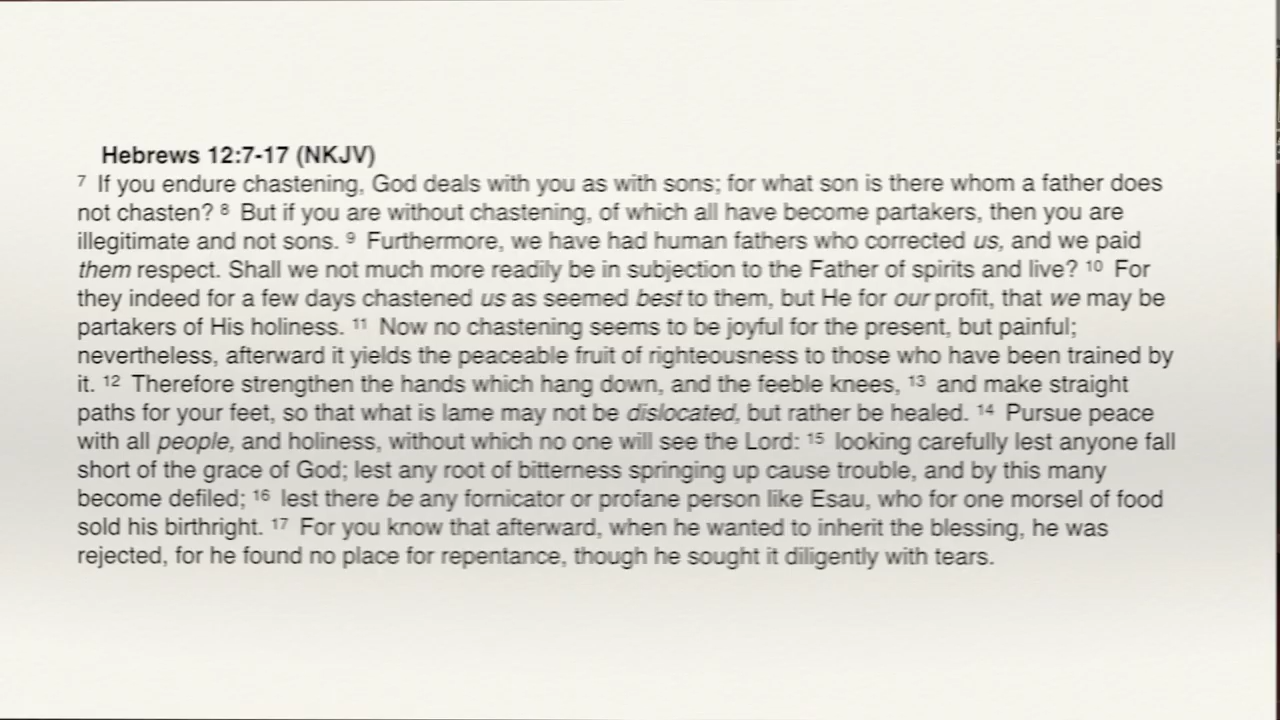 Hebrews 12:7-17 (NKJV)
7 If you endure chastening, God deals with you as with sons; for what son is there whom a father does
not chasten? 8 But if you are without chastening, of which all have become partakers, then you are
illegitimate and not sons. 9 Furthermore, we have had human fathers who corrected us, and we paid
them respect. Shall we not much more readily be in subjection to the Father of spirits and live? 10 For
they indeed for a few days chastened us as seemed best to them, but He for our profit, that we may be
partakers of His holiness. 11 Now no chastening seems to be joyful for the present, but painful;
nevertheless, afterward it yields the peaceable fruit of righteousness to those who have been trained by
it. 12 Therefore strengthen the hands which hang down, and the feeble knees, 13 and make straight
paths for your feet, so that what is lame may not be dislocated, but rather be healed. 14 Pursue peace
with all people, and holiness, without which no one will see the Lord: 15 looking carefully lest anyone fall
short of the grace of God; lest any root of bitterness springing up cause trouble, and by this many
become defiled; 16 lest there be any fornicator or profane person like Esau, who for one morsel of food
sold his birthright. 17 For you know that afterward, when he wanted to inherit the blessing, he was
rejected, for he found no place for repentance, though he sought it diligently with tears.